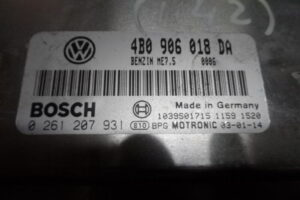 4B0 906 018 DA
BENZIN ME7.5 0006
BOSCH
Made in Germany
1039S01715 1159 1520
0 261 207 931
BPG MOTRONIC 03-01-14